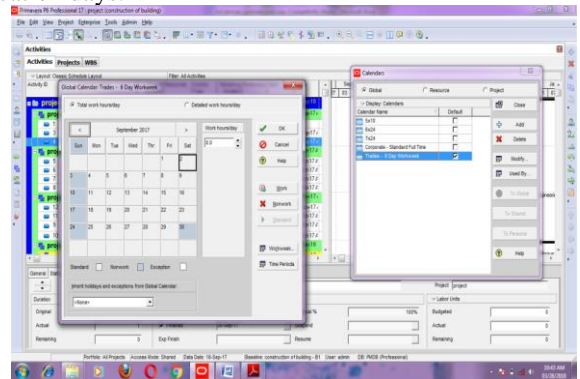 Primavera P6 Professional 17 : project (construction of building)
File Edit View Project Enterprise Tools Admin Help
Activities
Activities Projects WBS
Layout: Classic Schedule Layout Filter: All Activities
Activity ID
Global Calendar Trades - 6 Day Workweek
Total work hours/day Detailed work hours/day
< September 2017 > Work hours/day
Sun Mon Tue Wed Thr Fri Sat
8.0
1 2
3 4 5 6 7 8 9
10 11 12 13 14 15 16
17 18 19 20 21 22 23
24 25 26 27 28 29 30
OK
Cancel
Help
Work
Nonwork
Standard
Workweek...
Time Periods
Standard Nonwork Exception
Inherit holidays and exceptions from Global Calendar:
<None>
Calendars
Global Resource Project
Display: Calendars
Calendar Name Default
5x10
6x24
7x24
Corporate - Standard Full Time
Trades - 6 Day Workweek
Close
Add
Delete
Modify...
Used By...
To Global
To Shared
To Personal
Help
General
Project project
Duration
Labor Units
Original
100%
Budgeted
Actual
Actual
Remaining 0 Exp Finish Resume Remaining
Portfolio: All Projects Access Mode: Shared Data Date: 18-Sep-17 Baseline: construction of building - B1 User: admin DB: PMDB (Professional)
10:43 AM